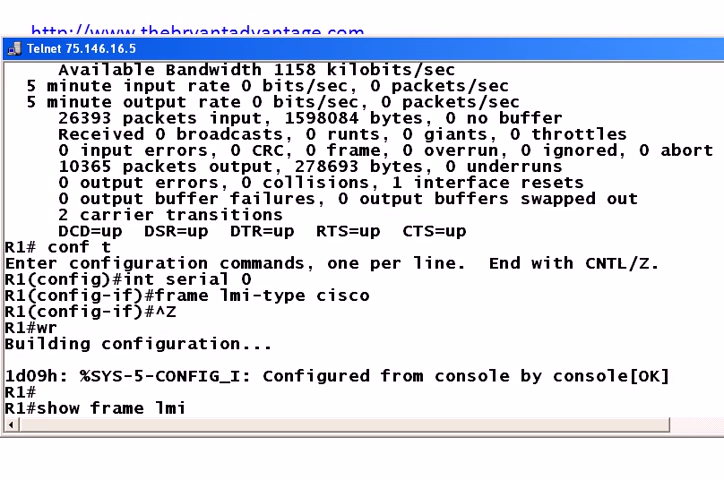 http://www.thebryantadvantage.com
Telnet 75.146.16.5
Available Bandwidth 1158 kilobits/sec
5 minute input rate 0 bits/sec, 0 packets/sec
5 minute output rate 0 bits/sec, 0 packets/sec
26393 packets input, 1598084 bytes, 0 no buffer
Received 0 broadcasts, 0 runts, 0 giants, 0 throttles
0 input errors, 0 CRC, 0 frame, 0 overrun, 0 ignored, 0 abort
10365 packets output, 278693 bytes, 0 underruns
0 output errors, 0 collisions, 1 interface resets
0 output buffer failures, 0 output buffers swapped out
2 carrier transitions
DCD=up  DSR=up  DTR=up  RTS=up  CTS=up
R1# conf t
Enter configuration commands, one per line.  End with CNTL/Z.
R1(config)#int serial 0
R1(config-if)#frame lmi-type cisco
R1(config-if)#^Z
R1#wr
Building configuration...
1d09h: %SYS-5-CONFIG_I: Configured from console by console[OK]
R1#
R1#show frame lmi